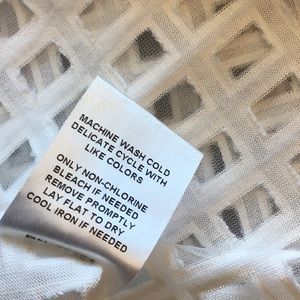 MACHINE WASH COLD
DELICATE CYCLE WITH
LIKE COLORS
ONLY NON-CHLORINE
BLEACH IF NEEDED
REMOVE PROMPTLY
LAY FLAT TO DRY
COOL IRON IF NEEDED